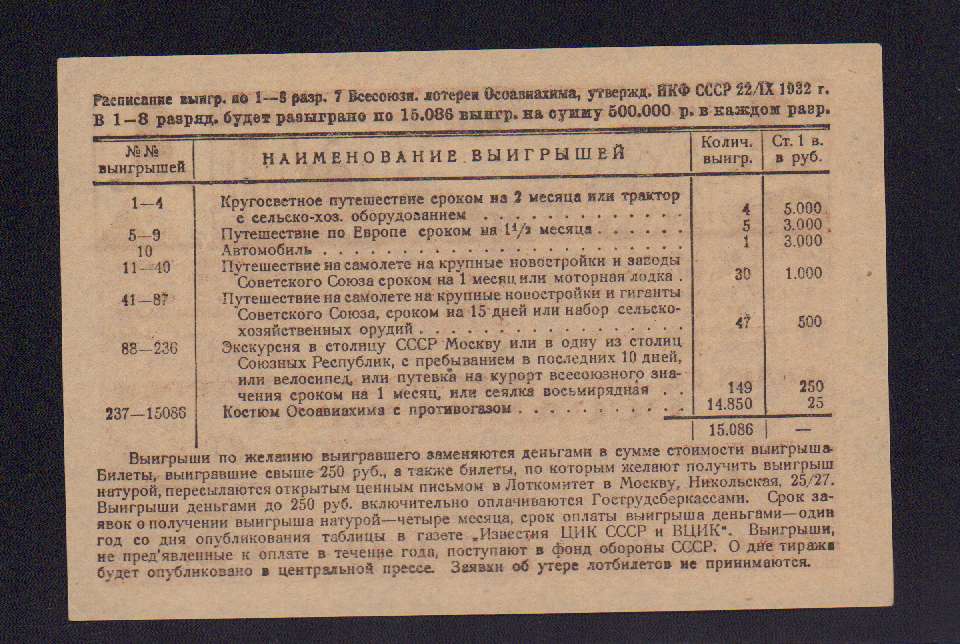 Расписание выигр. по 1—8 разр. 7 Всесоюзн. лотереи Осоавиахима, утвержд. НКФ СССР 22/IX 1932 г.
В 1—8 разряд. будет разыграно по 15.086 выигр. на сумму 500.000 р. в каждом разр.
№№ выигрышей НАИМЕНОВАНИЕ ВЫИГРЫШЕЙ Колич. выигр. Ст. 1 в. в руб.
1—4 Кругосветное путешествие сроком на 2 месяца или трактор
с сельско-хоз. оборудованием . . . . . . . . . . . . . 4 5.000
5—9 Путешествие по Европе сроком на 1½ месяца . . . . . . 5 3.000
10 Автомобиль . . . . . . . . . . . . . . . . . . . . . 1 3.000
11—40 Путешествие на самолете на крупные новостройки и заводы
Советского Союза сроком на 1 месяц или моторная лодка . 30 1.000
41—87 Путешествие на самолете на крупные новостройки и гиганты
Советского Союза, сроком на 15 дней или набор сельско-
хозяйственных орудий . . . . . . . . . . . . . . . . 47 500
88—236 Экскурсия в столицу СССР Москву или в одну из столиц
Союзных Республик, с пребыванием в последних 10 дней,
или велосипед, или путевка на курорт всесоюзного зна-
чения сроком на 1 месяц, или сеялка восьмирядная . . 149 250
237—15086 Костюм Осоавиахима с противогазом . . . . . . . . . . 14.850 25
15.086 —
Выигрыши по желанию выигравшего заменяются деньгами в сумме стоимости выигрыша.
Билеты, выигравшие свыше 250 руб., а также билеты, по которым желают получить выигрыш
натурой, пересылаются открытым ценным письмом в Лоткомитет в Москву, Никольская, 25/27.
Выигрыши деньгами до 250 руб. включительно оплачиваются Гострудсберкассами. Срок за-
явок о получении выигрыша натурой—четыре месяца, срок оплаты выигрыша деньгами—один
год со дня опубликования таблицы в газете „Известия ЦИК СССР и ВЦИК". Выигрыши,
не пред'явленные к оплате в течение года, поступают в фонд обороны СССР. О дне тиража
будет опубликовано в центральной прессе. Заявки об утере лотбилетов не принимаются.